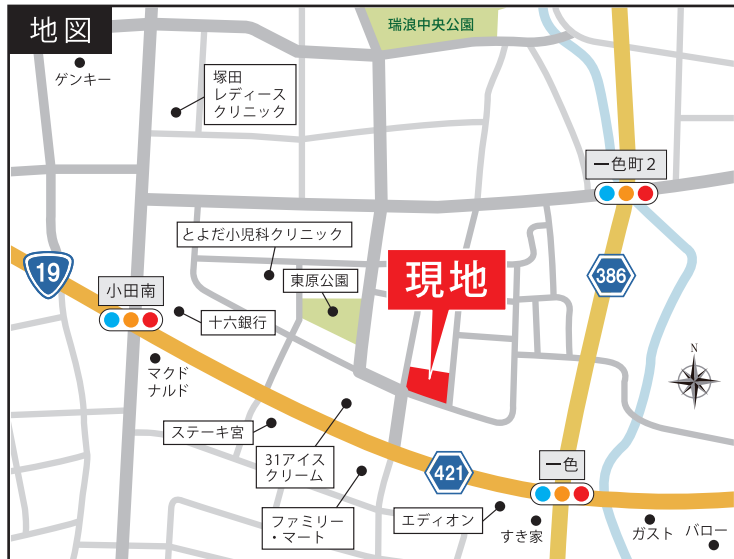 地図
瑞浪中央公園
ゲンキー
塚田
レディース
クリニック
一色町2
とよだ小児科クリニック
現地
19
386
東原公園
小田南
十六銀行
N
マクド
ナルド
ステーキ宮
31アイス
クリーム
421
一色
ファミリー
・マート
エディオン
すき家
ガスト
バロー